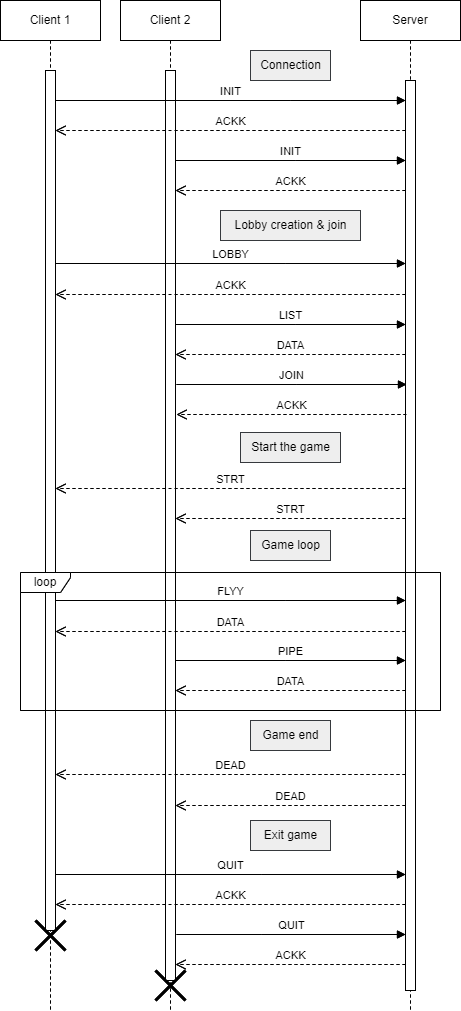 Client 1
Client 2
Server
Connection
INIT
ACKK
INIT
ACKK
Lobby creation & join
LOBBY
ACKK
LIST
DATA
JOIN
ACKK
Start the game
STRT
STRT
Game loop
loop
FLYY
DATA
PIPE
DATA
Game end
DEAD
DEAD
Exit game
QUIT
ACKK
QUIT
ACKK